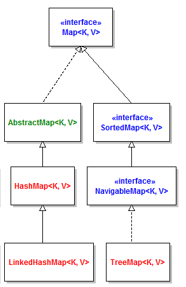 «interface»
Map<K, V>
AbstractMap<K, V>
«interface»
SortedMap<K, V>
HashMap<K, V>
«interface»
NavigableMap<K, V>
LinkedHashMap<K, V>
TreeMap<K, V>